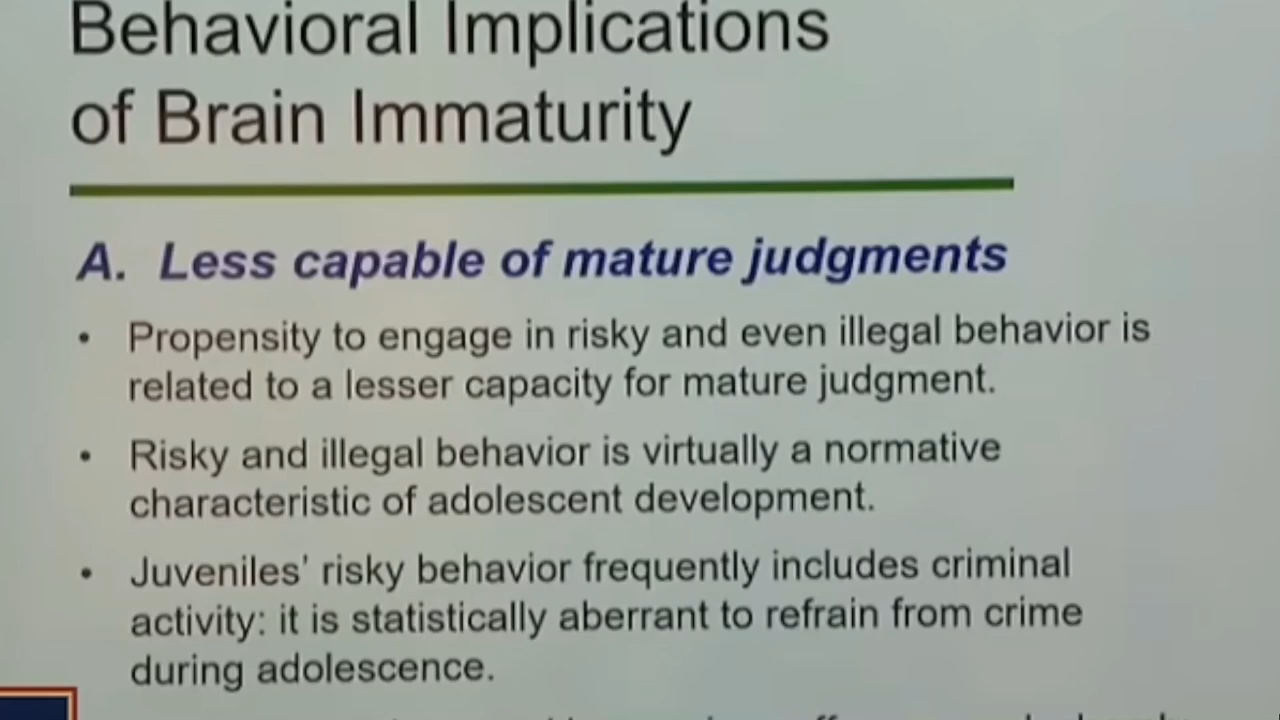 Behavioral Implications
of Brain Immaturity
A. Less capable of mature judgments
• Propensity to engage in risky and even illegal behavior is
related to a lesser capacity for mature judgment.
• Risky and illegal behavior is virtually a normative
characteristic of adolescent development.
• Juveniles' risky behavior frequently includes criminal
activity: it is statistically aberrant to refrain from crime
during adolescence.